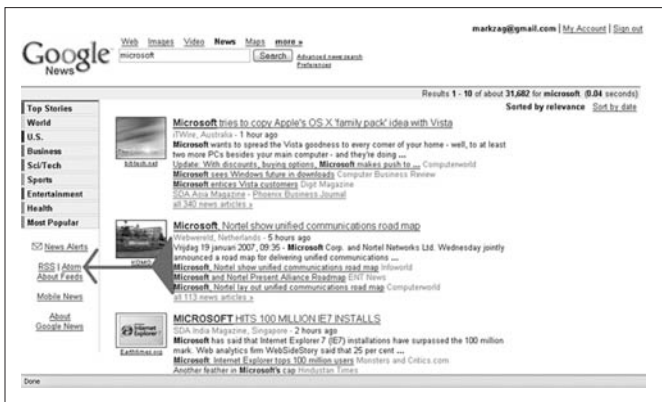 markzag@gmail.com | My Account | Sign out
Google
News
Web Images Video News Maps more »
microsoft Search Advanced news search
Preferences
Results 1 - 10 of about 31,682 for microsoft. (0.04 seconds)
Sorted by relevance Sort by date
Top Stories
World
U.S.
Business
Sci/Tech
Sports
Entertainment
Health
Most Popular
News Alerts
RSS | Atom
About Feeds
Mobile News
About
Google News
Microsoft tries to copy Apple's OS X 'family pack' idea with Vista
iTWire, Australia - 1 hour ago
Microsoft wants to spread the Vista goodness to every corner of your home - well, to at least
two more PCs besides your main computer - and they're doing ...
Update: With discounts, buying options, Microsoft makes push to ... Computerworld
Microsoft sees Windows future in downloads Computer Business Review
Microsoft entices Vista customers Digit Magazine
SDA Asia Magazine - Phoenix Business Journal
all 340 news articles »
Microsoft, Nortel show unified communications road map
Webwereld, Netherlands - 5 hours ago
Vrijdag 19 januari 2007, 09:35 - Microsoft Corp. and Nortel Networks Ltd. Wednesday jointly
announced a road map for delivering unified communications ...
Microsoft, Nortel show unified communications road map Infoworld
Microsoft and Nortel Present Alliance Roadmap ENT News
Microsoft, Nortel lay out unified communications road map Computerworld
all 113 news articles »
KOMO
MICROSOFT HITS 100 MILLION IE7 INSTALLS
SDA India Magazine, Singapore - 2 hours ago
Microsoft has said that Internet Explorer 7 (IE7) installations have surpassed the 100 million
mark. Web analytics firm WebSideStory said that 25 per cent ...
Microsoft: Internet Explorer tops 100 million users Monsters and Critics.com
Another feather in Microsoft's cap Hindustan Times
Internet
Explorer
Earthtimes.org
Done